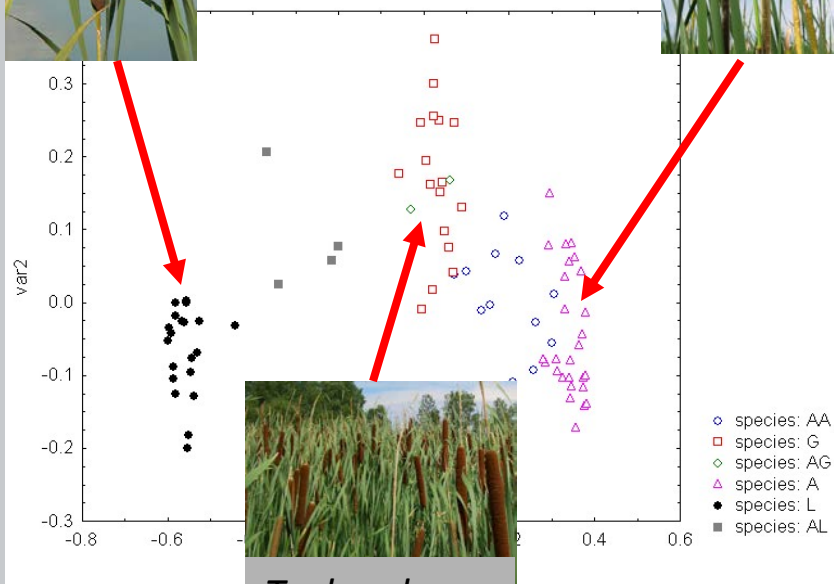 0.3
0.2
0.1
0.0
-0.1
-0.2
-0.3
var2
-0.8
-0.6
0.2
0.4
0.6
species: AA
species: G
species: AG
species: A
species: L
species: AL